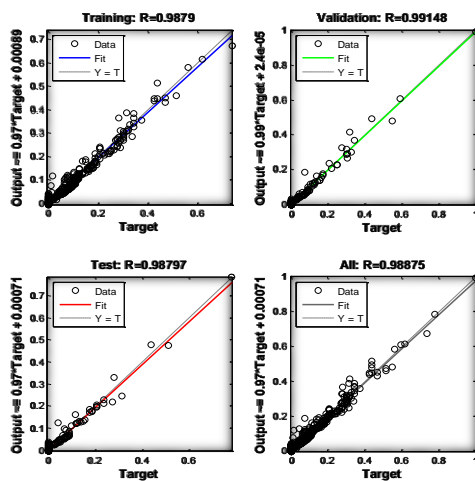 Training: R=0.9879
Output ~= 0.97*Target + 0.00089
0.7
0.6
0.5
0.4
0.3
0.2
0.1
0
Data
Fit
Y = T
0
0.2
0.4
0.6
Target
Validation: R=0.99148
Output ~= 0.99*Target + 2.4e-05
1
0.8
0.6
0.4
0.2
0
Data
Fit
Y = T
0
0.2
0.4
0.6
0.8
1
Target
Test: R=0.98797
Output ~= 0.97*Target + 0.00071
0.7
0.6
0.5
0.4
0.3
0.2
0.1
0
Data
Fit
Y = T
0
0.2
0.4
0.6
Target
All: R=0.98875
Output ~= 0.97*Target + 0.00071
1
0.8
0.6
0.4
0.2
0
Data
Fit
Y = T
0
0.2
0.4
0.6
0.8
1
Target